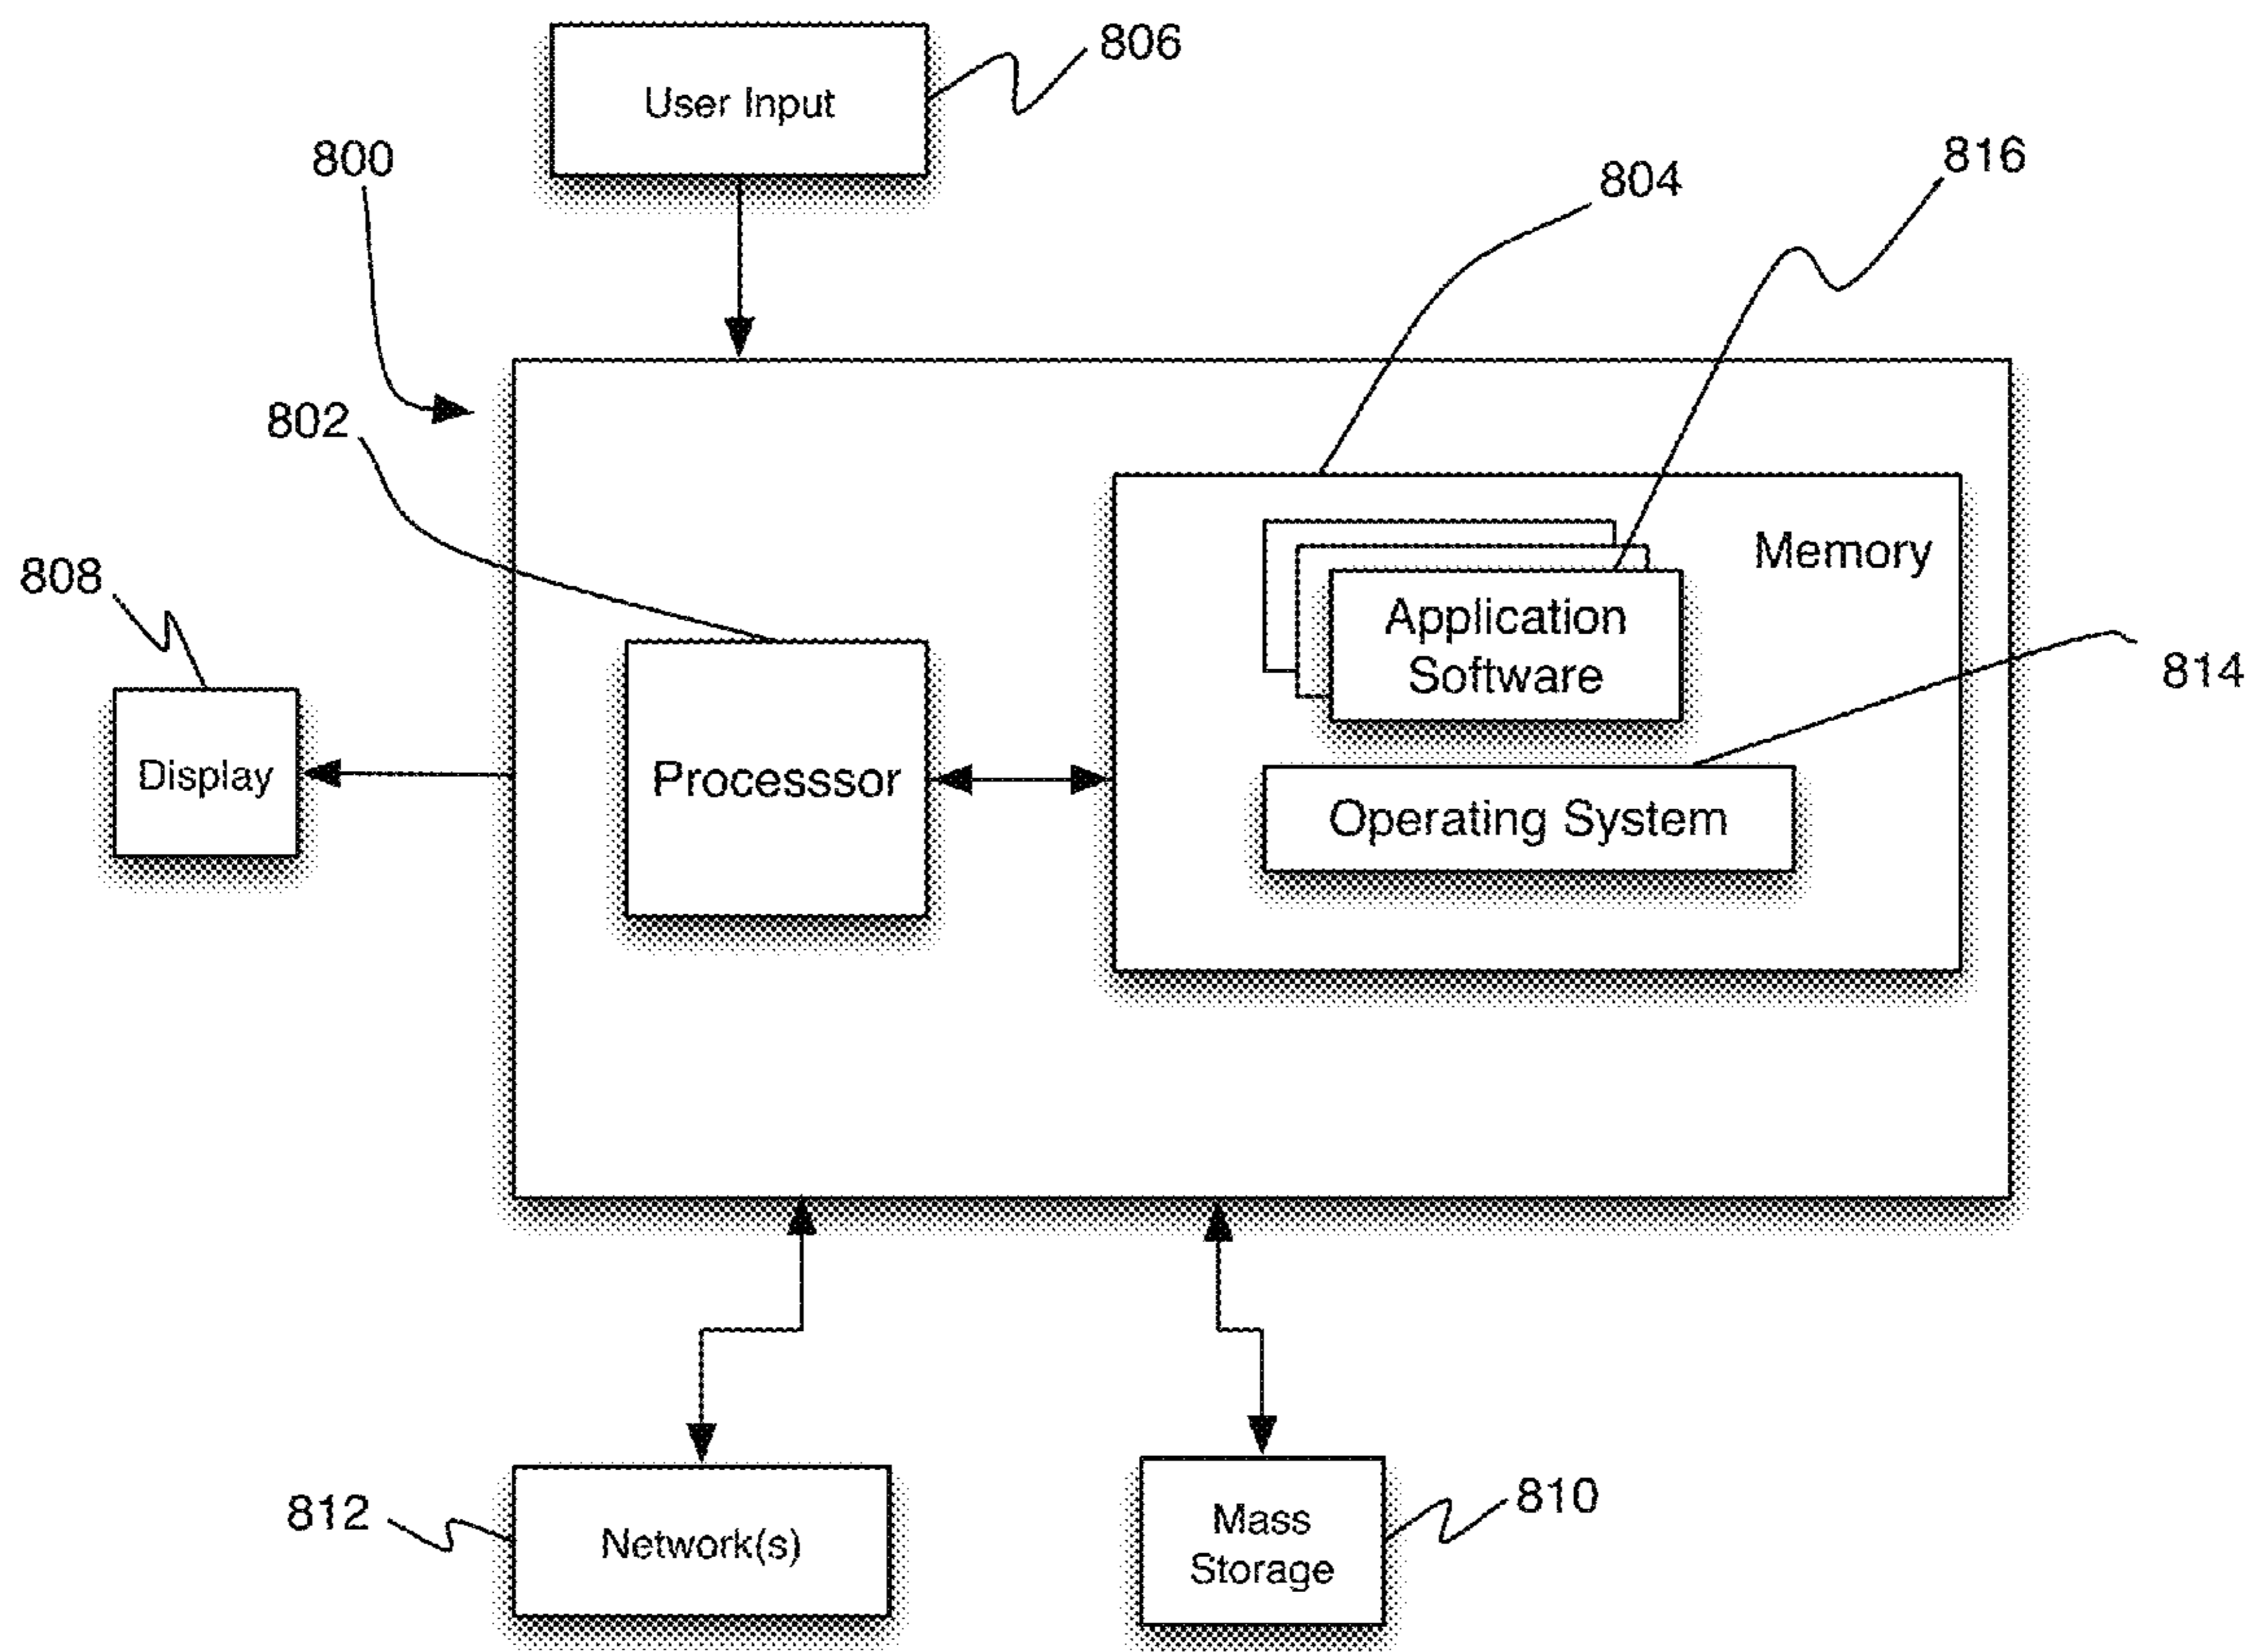 806
User Input
800
816
804
802
Memory
808
Application
Software
814
Display
Processsor
Operating System
812
Network(s)
810
Mass
Storage